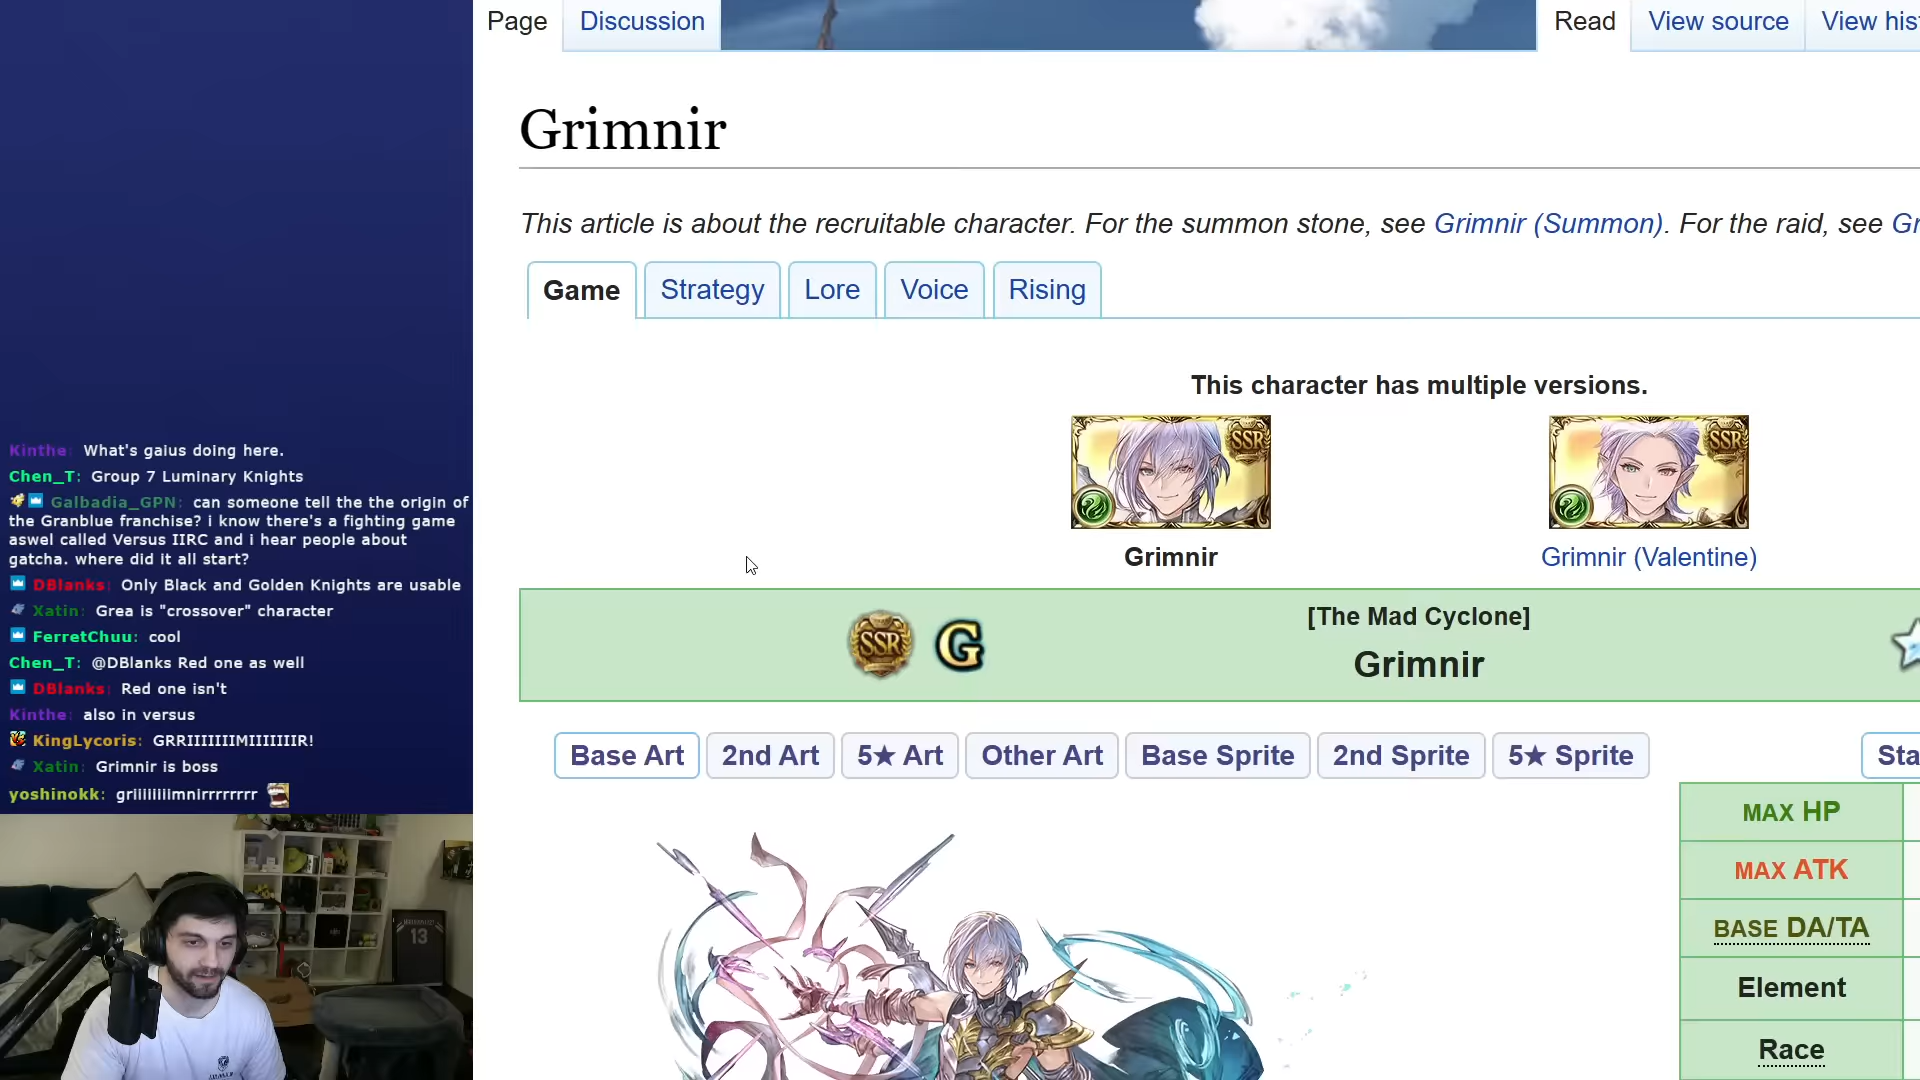 Page
Discussion
Read
View source
View his
Grimnir
This article is about the recruitable character. For the summon stone, see Grimnir (Summon). For the raid, see Gr
Game
Strategy
Lore
Voice
Rising
This character has multiple versions.
SSR
SSR
Grimnir
Grimnir (Valentine)
SSR
G
[The Mad Cyclone]
Grimnir
Base Art
2nd Art
5★ Art
Other Art
Base Sprite
2nd Sprite
5★ Sprite
Sta
MAX HP
MAX ATK
BASE DA/TA
Element
Race
Kinthe: What's gaius doing here.
Chen_T: Group 7 Luminary Knights
Galbadia_GPN: can someone tell the the origin of
the Granblue franchise? i know there's a fighting game
aswel called Versus IIRC and i hear people about
gatcha. where did it all start?
DBlanks: Only Black and Golden Knights are usable
Xatin: Grea is "crossover" character
FerretChuu: cool
Chen_T: @DBlanks Red one as well
DBlanks: Red one isn't
Kinthe: also in versus
KingLycoris: GRRIIIIIIIMIIIIIIR!
Xatin: Grimnir is boss
yoshinokk: griiiiiiiimnirrrrrrrr
13